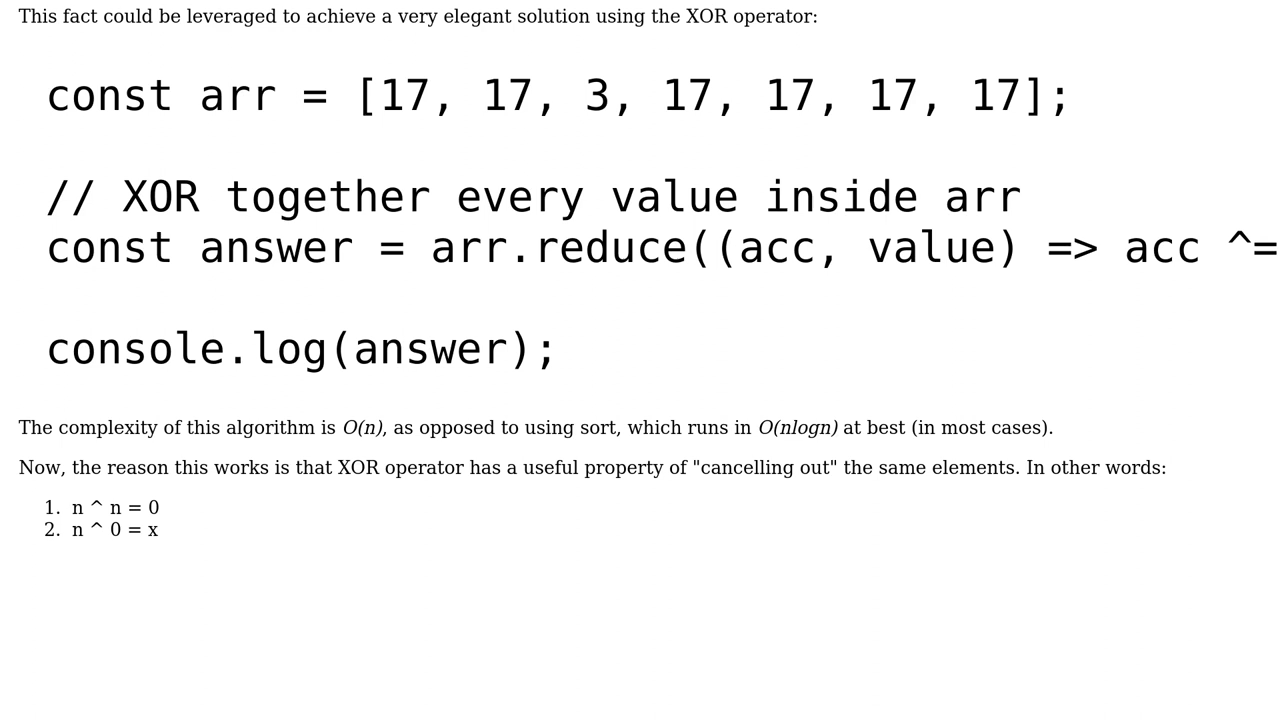 This fact could be leveraged to achieve a very elegant solution using the XOR operator:
const arr = [17, 17, 3, 17, 17, 17, 17];
// XOR together every value inside arr
const answer = arr.reduce((acc, value) => acc ^=
console.log(answer);
The complexity of this algorithm is O(n), as opposed to using sort, which runs in O(nlogn) at best (in most cases).
Now, the reason this works is that XOR operator has a useful property of "cancelling out" the same elements. In other words:
1. n ^ n = 0
2. n ^ 0 = x